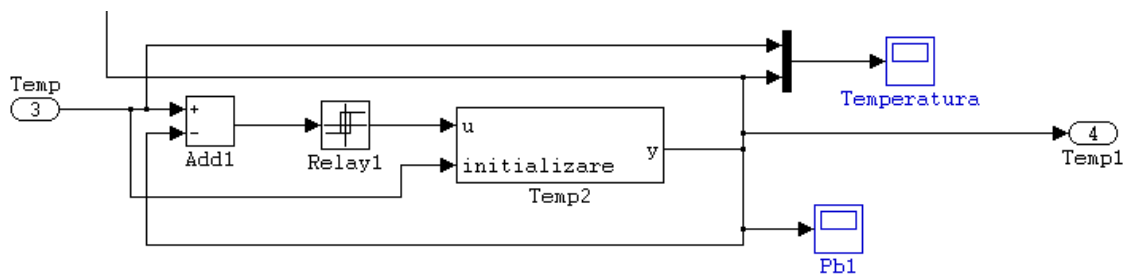 Temp
3
+
−
Add1
Relay1
u
initializare
y
Temp2
Temperatura
4
Temp1
Pb1